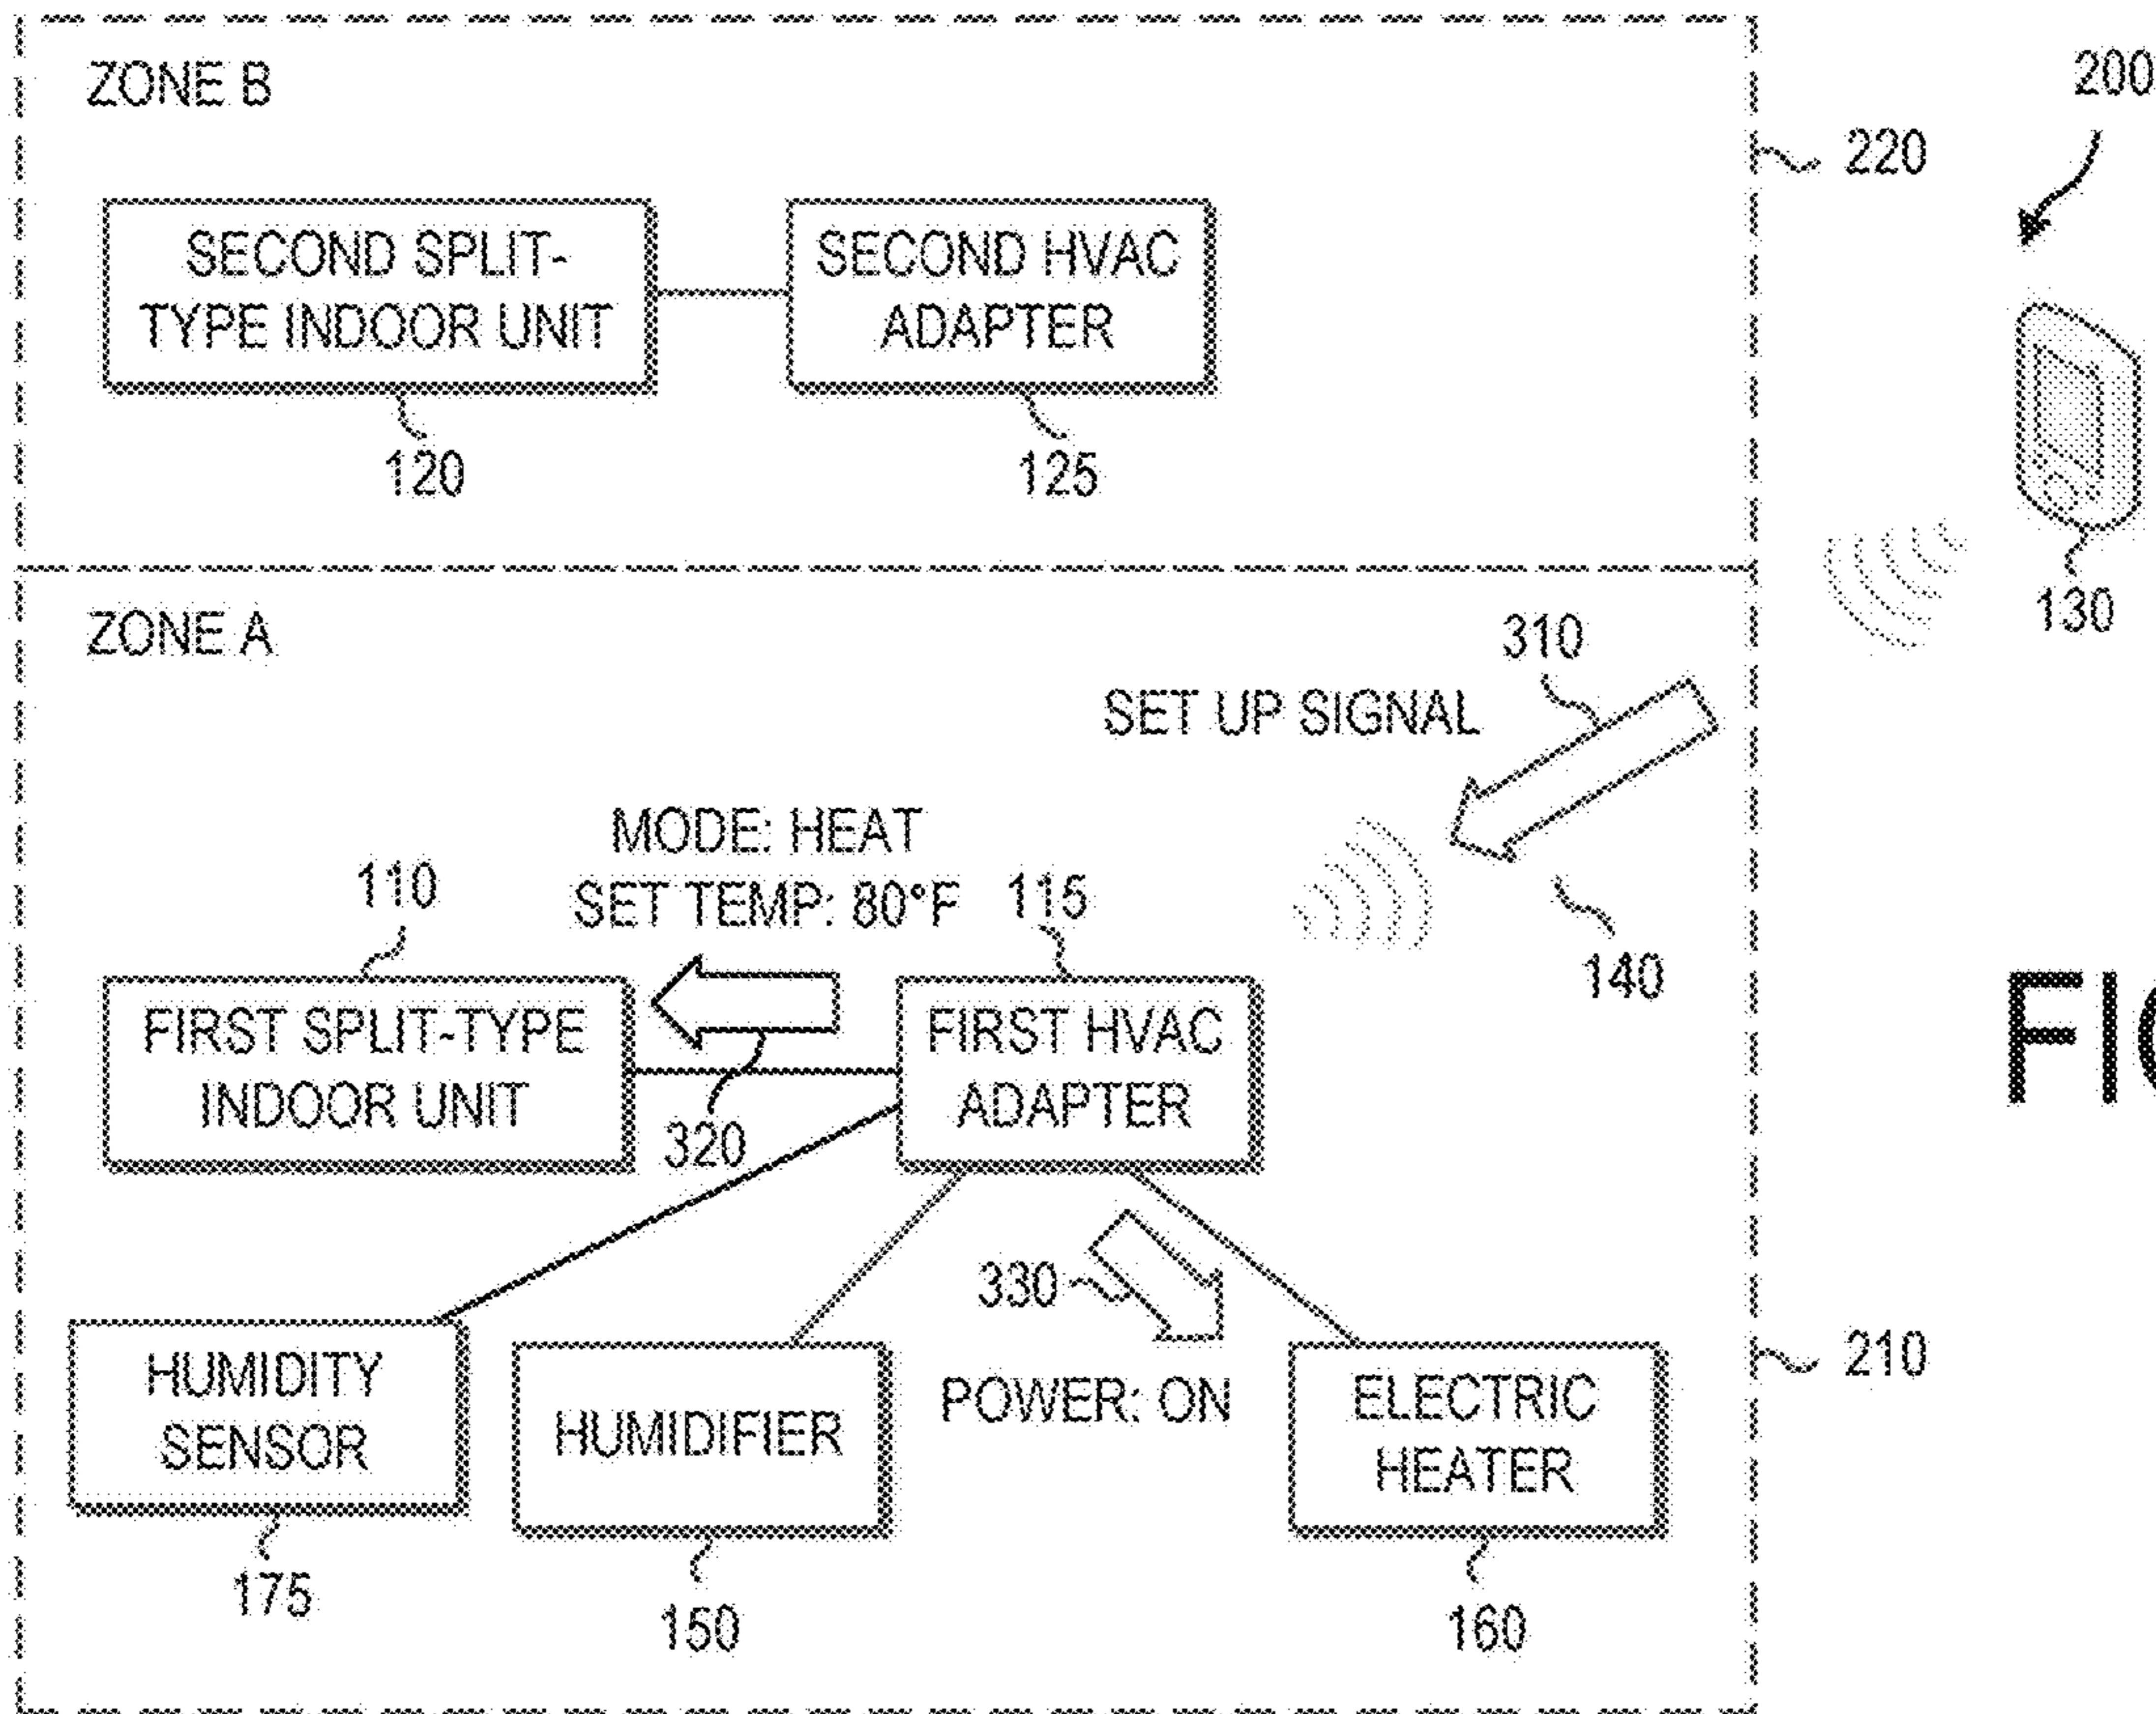 ZONE B
200
220
SECOND SPLIT-
TYPE INDOOR UNIT
SECOND HVAC
ADAPTER
120
125
130
ZONE A
310
SET UP SIGNAL
MODE: HEAT
SET TEMP: 80°F
110
115
140
FIRST SPLIT-TYPE
INDOOR UNIT
FIRST HVAC
ADAPTER
320
330
HUMIDITY
SENSOR
HUMIDIFIER
POWER: ON
ELECTRIC
HEATER
210
175
150
160